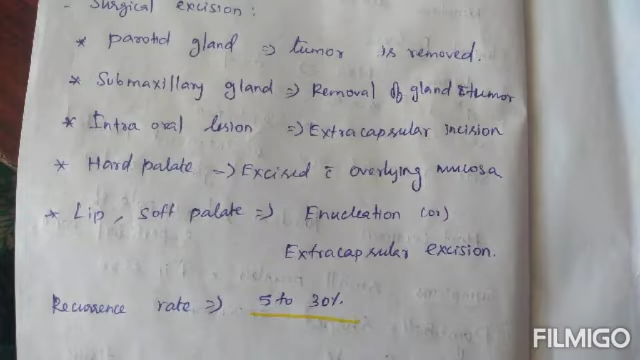 - Surgical excision:
* parotid gland => tumor is removed.
* Submaxillary gland => Removal of gland & tumor
* Intra oral lesion => Extracapsular incision
* Hard palate -> Excised c̄ overlying mucosa
* Lip, soft palate => Enucleation (or)
Extracapsular excision.
Recurrence rate => 5 to 30%.
FILMIGO